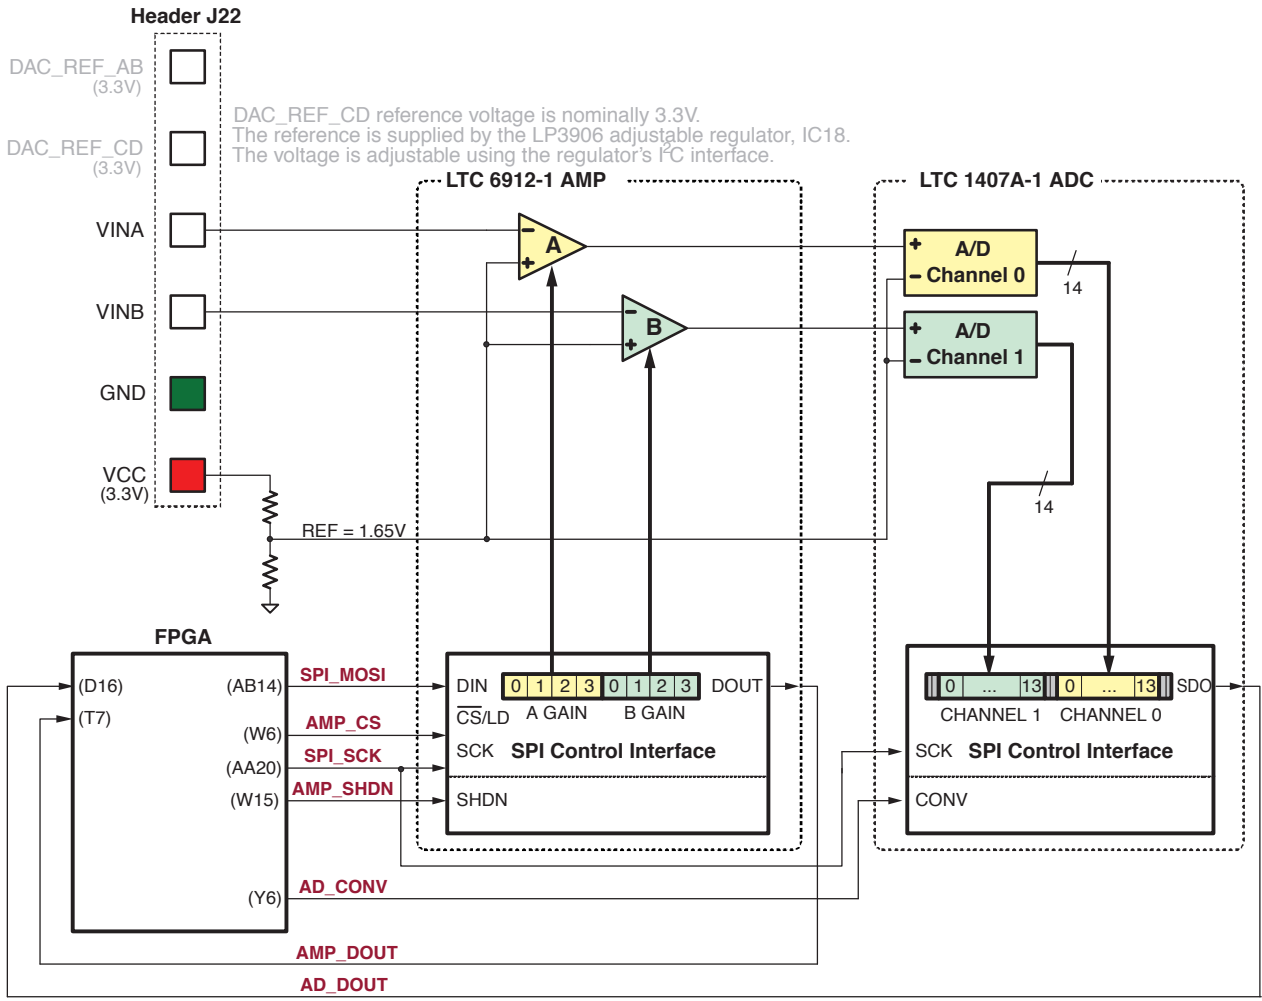 Header J22
DAC_REF_AB
(3.3V)
DAC_REF_CD
(3.3V)
DAC_REF_CD reference voltage is nominally 3.3V.
The reference is supplied by the LP3906 adjustable regulator, IC18.
The voltage is adjustable using the regulator's I2C interface.
LTC 6912-1 AMP
LTC 1407A-1 ADC
VINA
- A +
+ A/D
- Channel 0
14
VINB
- B +
+ A/D
- Channel 1
14
GND
VCC
(3.3V)
REF = 1.65V
FPGA
(D16)
(T7)
(AB14)
(W6)
(AA20)
(W15)
(Y6)
SPI_MOSI
AMP_CS
SPI_SCK
AMP_SHDN
AD_CONV
AMP_DOUT
AD_DOUT
DIN 0 1 2 3 0 1 2 3 DOUT
CS/LD A GAIN B GAIN
SCK SPI Control Interface
SHDN
0 ... 13 0 ... 13 SDO
CHANNEL 1 CHANNEL 0
SCK SPI Control Interface
CONV